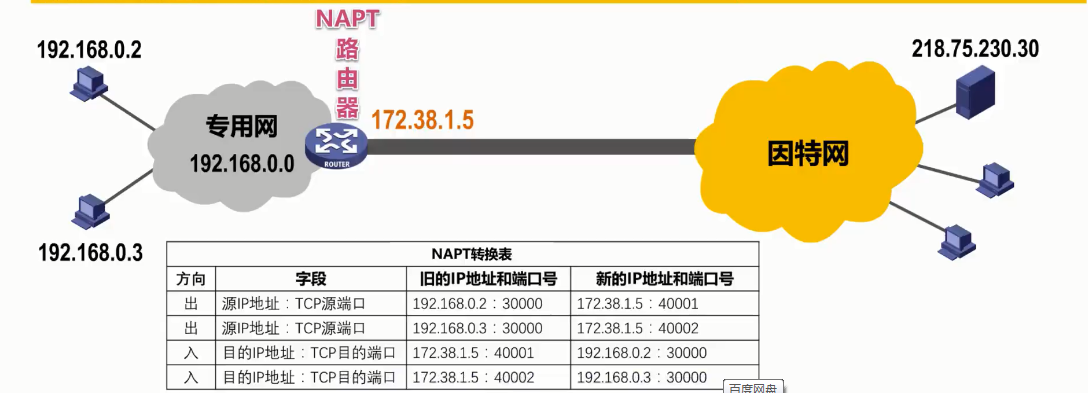 NAPT
路
由
器
192.168.0.2
218.75.230.30
172.38.1.5
专用网
192.168.0.0
ROUTER
因特网
192.168.0.3
NAPT转换表
方向 字段 旧的IP地址和端口号 新的IP地址和端口号
出 源IP地址：TCP源端口 192.168.0.2：30000 172.38.1.5：40001
出 源IP地址：TCP源端口 192.168.0.3：30000 172.38.1.5：40002
入 目的IP地址：TCP目的端口 172.38.1.5：40001 192.168.0.2：30000
入 目的IP地址：TCP目的端口 172.38.1.5：40002 192.168.0.3：30000
百度网盘